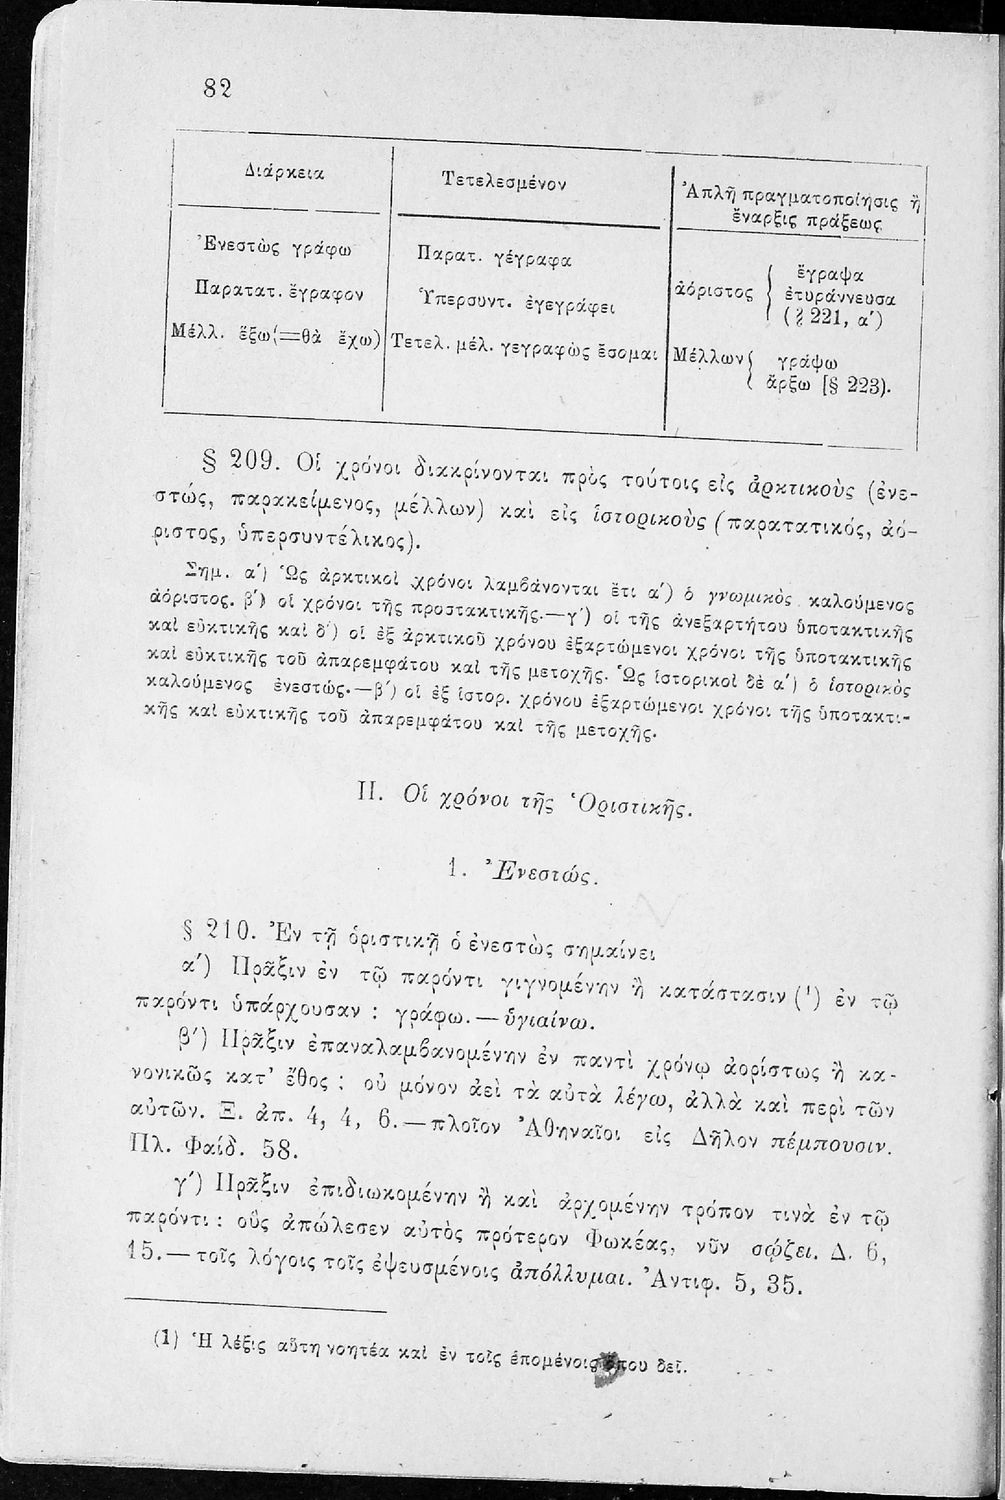 82
Διάρκεια
Τετελεσμένον
Ἁπλῆ πραγματοποίησις ἢ
ἔναρξις πράξεως
Ἐνεστὼς γράφω
Παρατατ. ἔγραφον
Μέλλ. ἕξω(=θὰ ἔχω)
Παρατ. γέγραφα
Ὑπερσυντ. ἐγεγράφει
Τετελ. μέλ. γεγραφὼς ἔσομαι
ἀόριστος { ἔγραψα
ἐτυράννευσα
(§ 221, α΄)
Μέλλων { γράψω
ἄρξω [§ 223).
§ 209. Οἱ χρόνοι διακρίνονται πρὸς τούτοις εἰς ἀρκτικοὺς (ἐνε-
στώς, παρακείμενος, μέλλων) καὶ εἰς ἱστορικοὺς (παρατατικός, ἀό-
ριστος, ὑπερσυντέλικος).
Σημ. α΄) Ὡς ἀρκτικοὶ χρόνοι λαμβάνονται ἔτι α΄) ὁ γνωμικὸς καλούμενος
ἀόριστος. β΄) οἱ χρόνοι τῆς προστακτικῆς.—γ΄) οἱ τῆς ἀνεξαρτήτου ὑποτακτικῆς
καὶ εὐκτικῆς καὶ δ΄) οἱ ἐξ ἀρκτικοῦ χρόνου ἐξαρτώμενοι χρόνοι τῆς ὑποτακτικῆς
καὶ εὐκτικῆς τοῦ ἀπαρεμφάτου καὶ τῆς μετοχῆς. Ὡς ἱστορικοὶ δὲ α΄) ὁ ἱστορικὸς
καλούμενος ἐνεστώς.—β΄) οἱ ἐξ ἱστορ. χρόνου ἐξαρτώμενοι χρόνοι τῆς ὑποτακτι-
κῆς καὶ εὐκτικῆς τοῦ ἀπαρεμφάτου καὶ τῆς μετοχῆς.
II. Οἱ χρόνοι τῆς Ὁριστικῆς.
1. Ἐνεστώς.
§ 210. Ἐν τῇ ὁριστικῇ ὁ ἐνεστὼς σημαίνει
α΄) Πρᾶξιν ἐν τῷ παρόντι γιγνομένην ἢ κατάστασιν (¹) ἐν τῷ
παρόντι ὑπάρχουσαν : γράφω.—ὑγιαίνω.
β΄) Πρᾶξιν ἐπαναλαμβανομένην ἐν παντὶ χρόνῳ ἀορίστως ἢ κα-
νονικῶς κατ’ ἔθος : οὐ μόνον ἀεὶ τὰ αὐτὰ λέγω, ἀλλὰ καὶ περὶ τῶν
αὐτῶν. Ξ. ἀπ. 4, 4, 6.—πλοῖον Ἀθηναῖοι εἰς Δῆλον πέμπουσιν.
Πλ. Φαίδ. 58.
γ΄) Πρᾶξιν ἐπιδιωκομένην ἢ καὶ ἀρχομένην τρόπον τινὰ ἐν τῷ
παρόντι : οὓς ἀπώλεσεν αὐτὸς πρότερον Φωκέας, νῦν σῴζει. Δ. 6,
15.—τοῖς λόγοις τοῖς ἐψευσμένοις ἀπόλλυμαι. Ἀντιφ. 5, 35.
(1) Ἡ λέξις αὕτη νοητέα καὶ ἐν τοῖς ἑπομένοις ὅπου δεῖ.